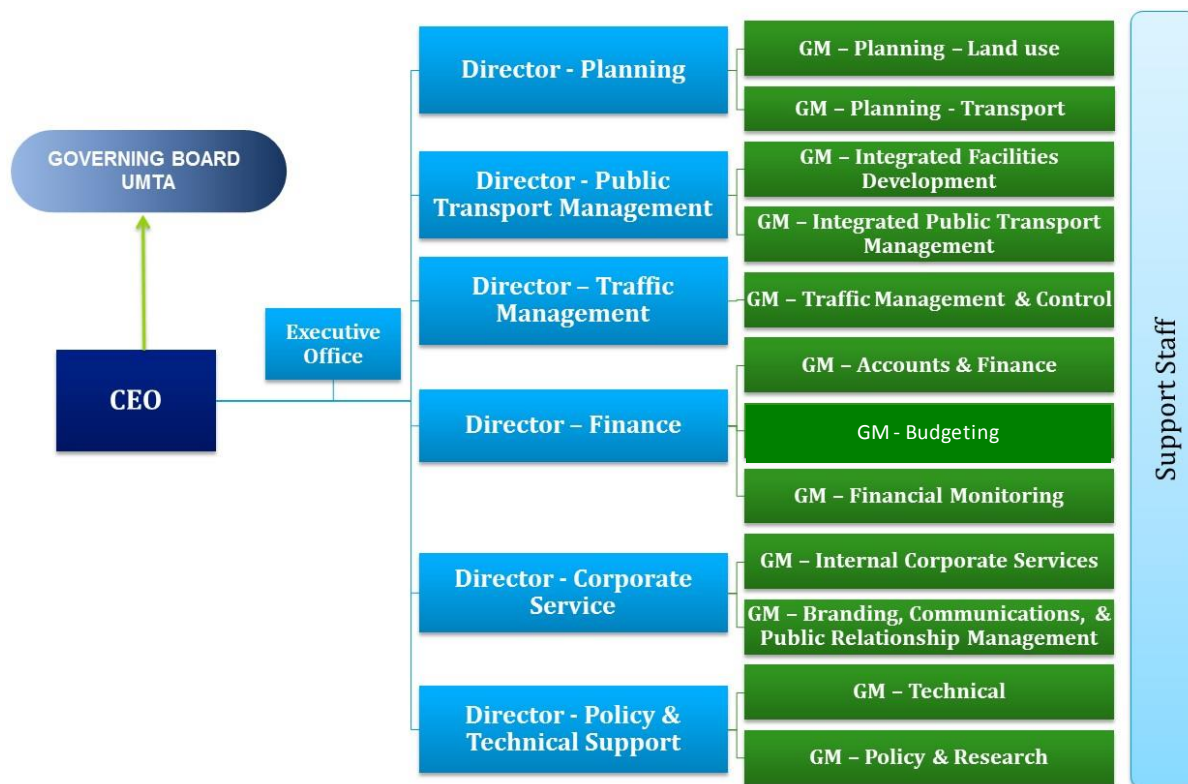 GOVERNING BOARD
UMTA
CEO
Executive
Office
Director - Planning
GM – Planning – Land use
GM – Planning - Transport
Director - Public
Transport Management
GM – Integrated Facilities
Development
GM – Integrated Public Transport
Management
Director – Traffic
Management
GM – Traffic Management & Control
Director – Finance
GM – Accounts & Finance
GM - Budgeting
GM – Financial Monitoring
Director - Corporate
Service
GM – Internal Corporate Services
GM – Branding, Communications, &
Public Relationship Management
Director - Policy &
Technical Support
GM – Technical
GM – Policy & Research
Support Staff